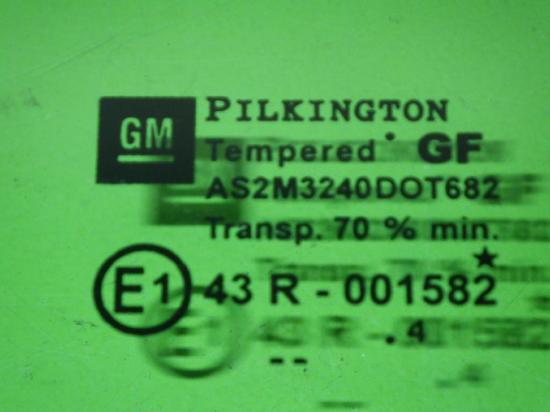 GM
PILKINGTON
Tempered GF
AS2M3240DOT682
Transp. 70 % min.
E1 43 R - 001582
. 4
--